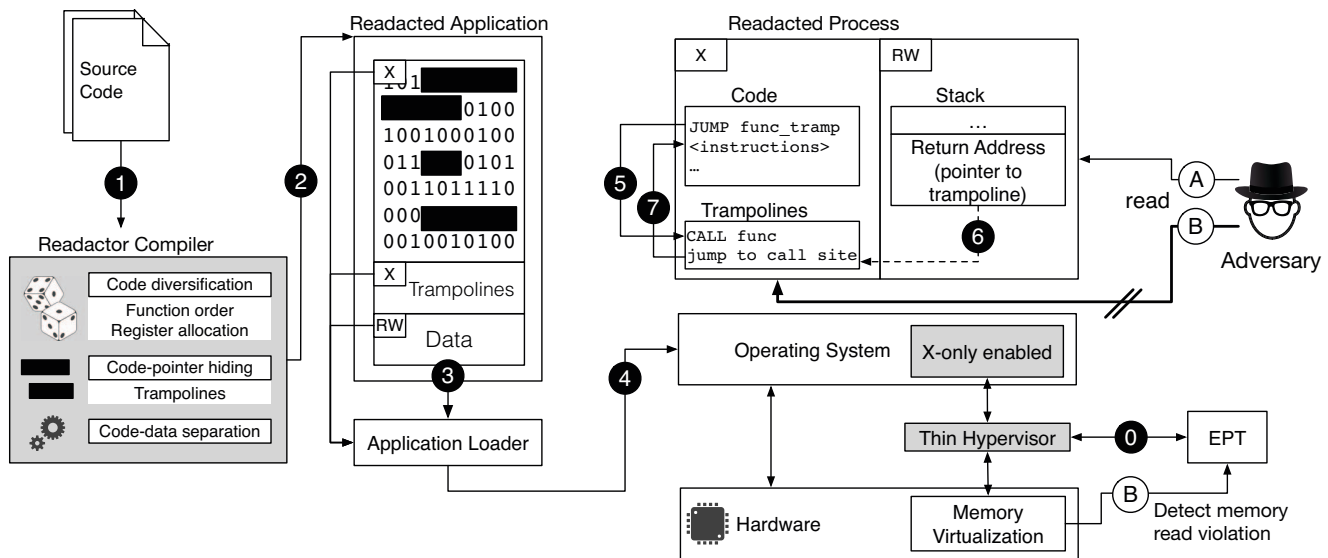 Source
Code
1
Readactor Compiler
Code diversification
Function order
Register allocation
Code-pointer hiding
Trampolines
Code-data separation
2
Readacted Application
X
101
0100
1001000100
011 0101
0011011110
000
0010010100
X
Trampolines
RW
Data
3
Application Loader
4
Readacted Process
X
RW
Code
JUMP func_tramp
<instructions>
…
5
7
Trampolines
CALL func
jump to call site
Stack
…
Return Address
(pointer to
trampoline)
6
A
read
B
Adversary
Operating System
X-only enabled
Thin Hypervisor
0
EPT
Hardware
Memory
Virtualization
B
Detect memory
read violation